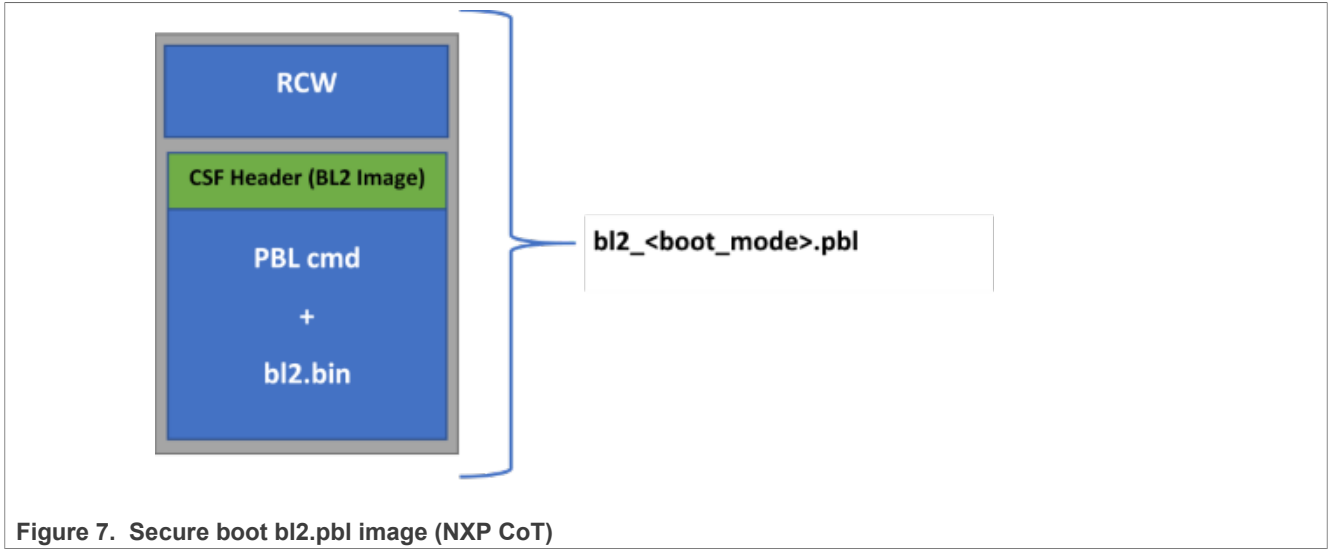 RCW
CSF Header (BL2 Image)
PBL cmd
+
bl2.bin
bl2_<boot_mode>.pbl
Figure 7. Secure boot bl2.pbl image (NXP CoT)